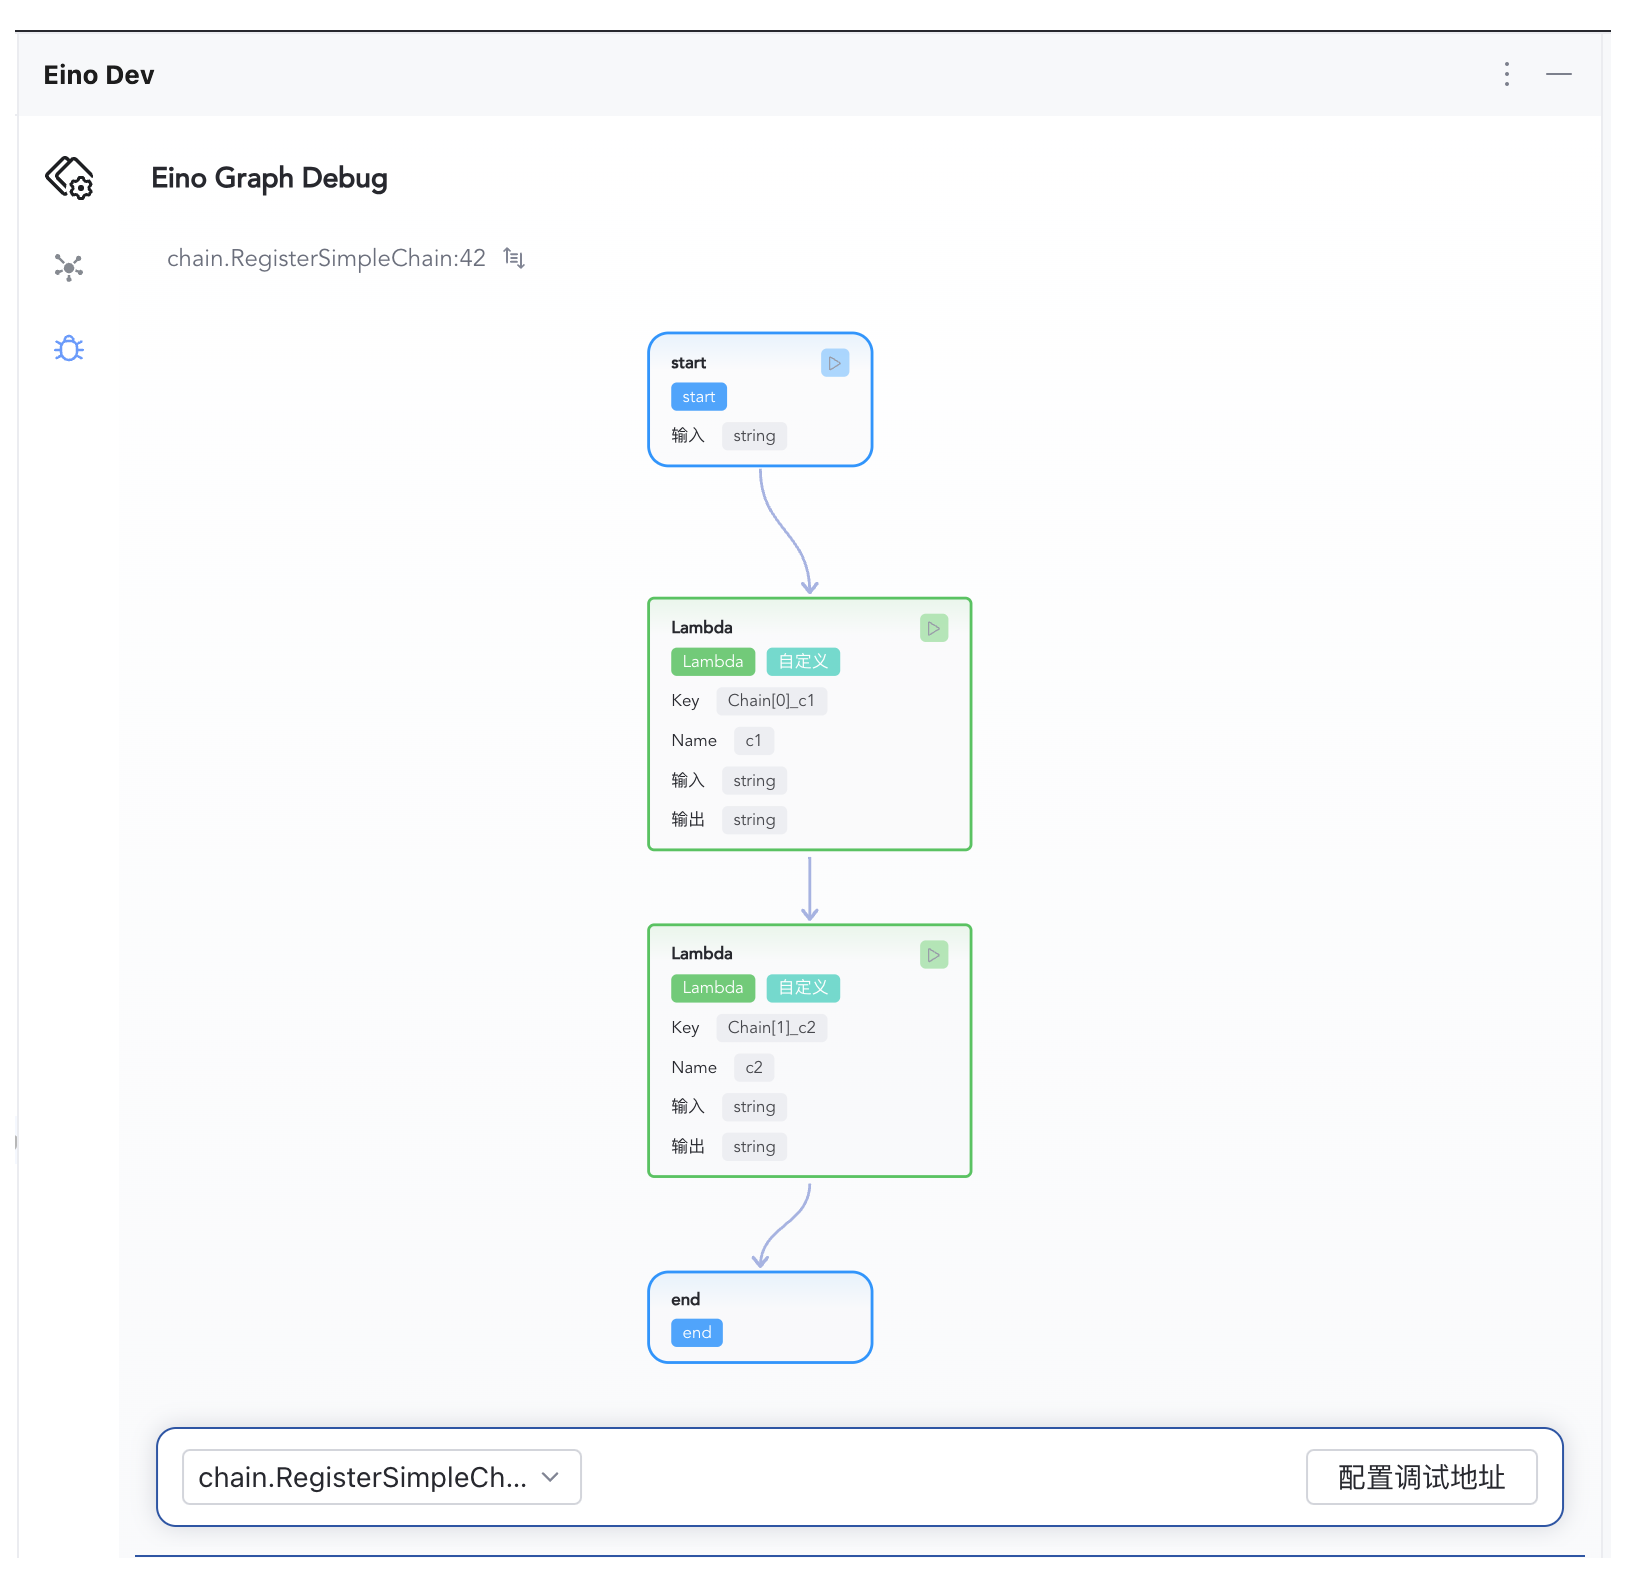 Eino Dev
Eino Graph Debug
chain.RegisterSimpleChain:42
start
start
输入 string
Lambda
Lambda 自定义
Key Chain[0]_c1
Name c1
输入 string
输出 string
Lambda
Lambda 自定义
Key Chain[1]_c2
Name c2
输入 string
输出 string
end
end
chain.RegisterSimpleCh... 配置调试地址